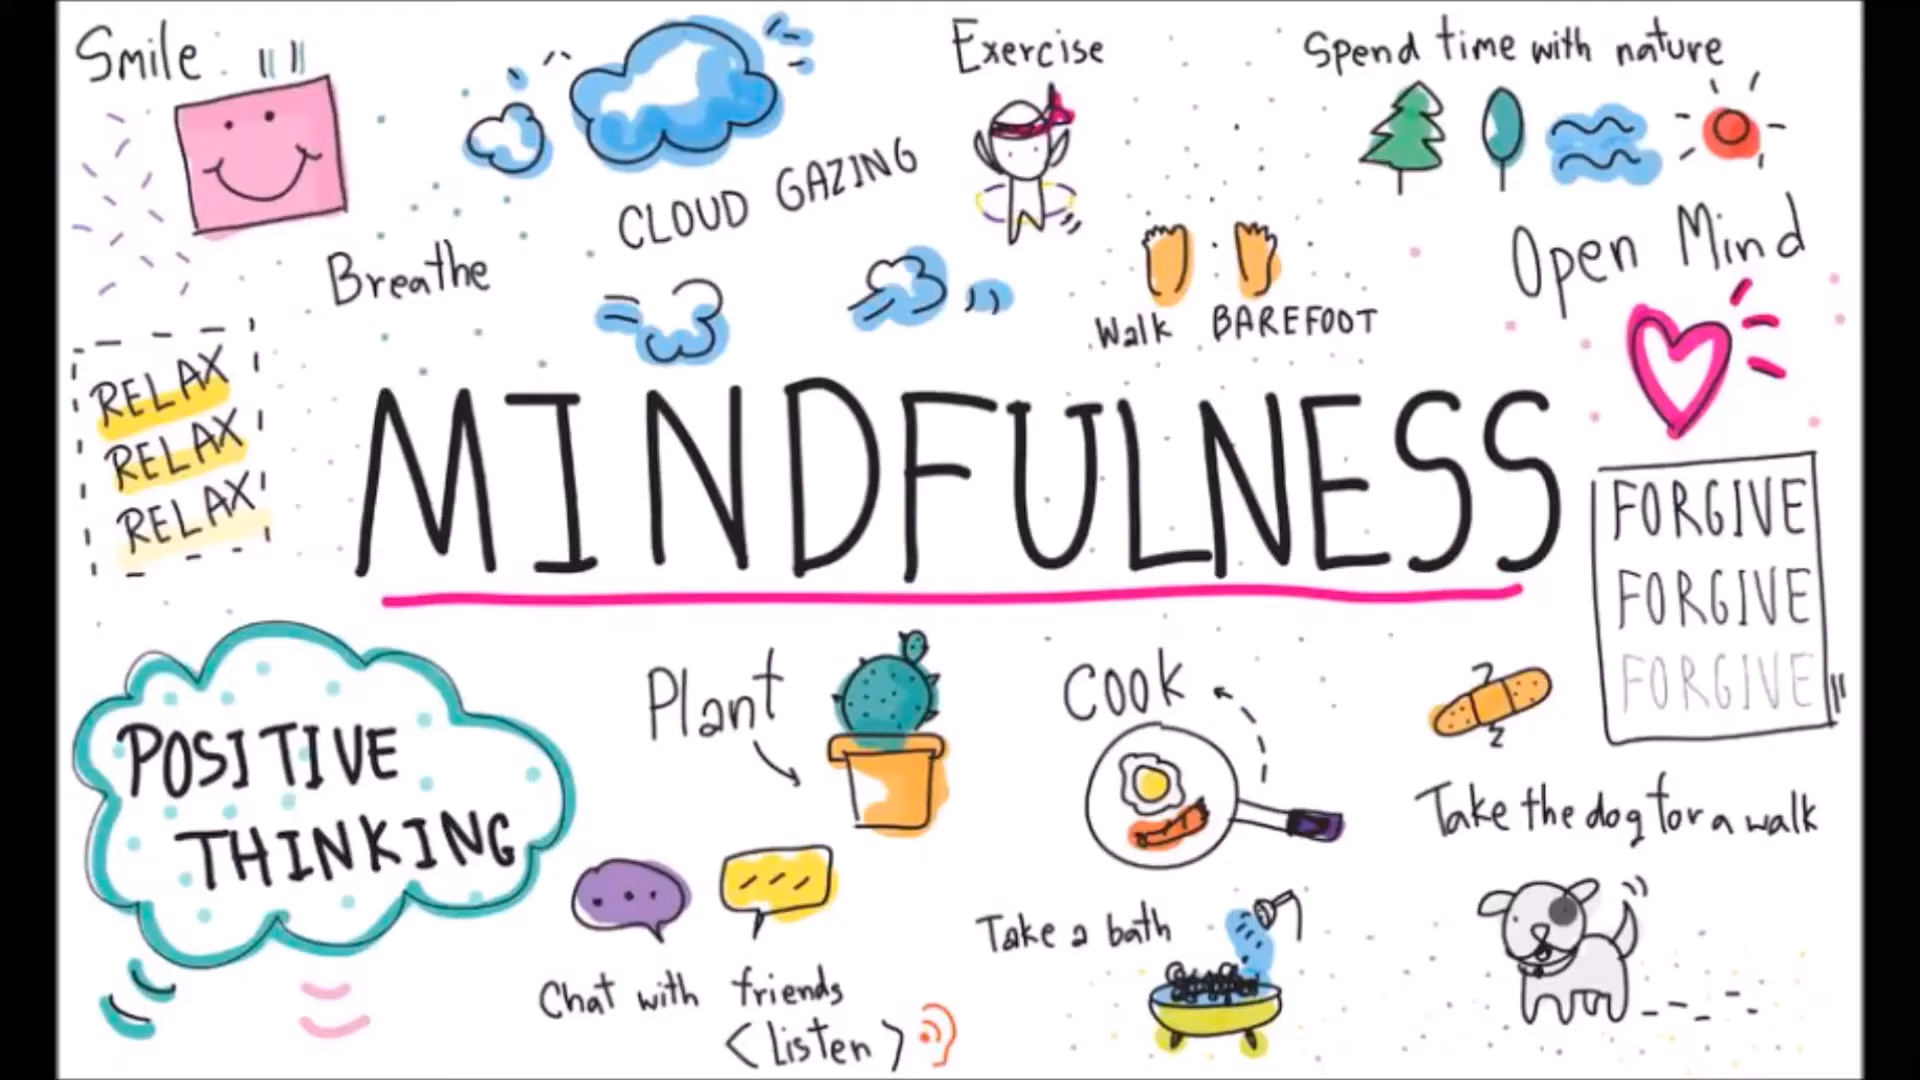 Smile
Exercise
Spend time with nature
CLOUD GAZING
Breathe
Open Mind
Walk BAREFOOT
RELAX
RELAX
RELAX
MINDFULNESS
FORGIVE
FORGIVE
FORGIVE
POSITIVE
THINKING
Plant
Cook
Take the dog for a walk
Take a bath
Chat with friends
<listen>